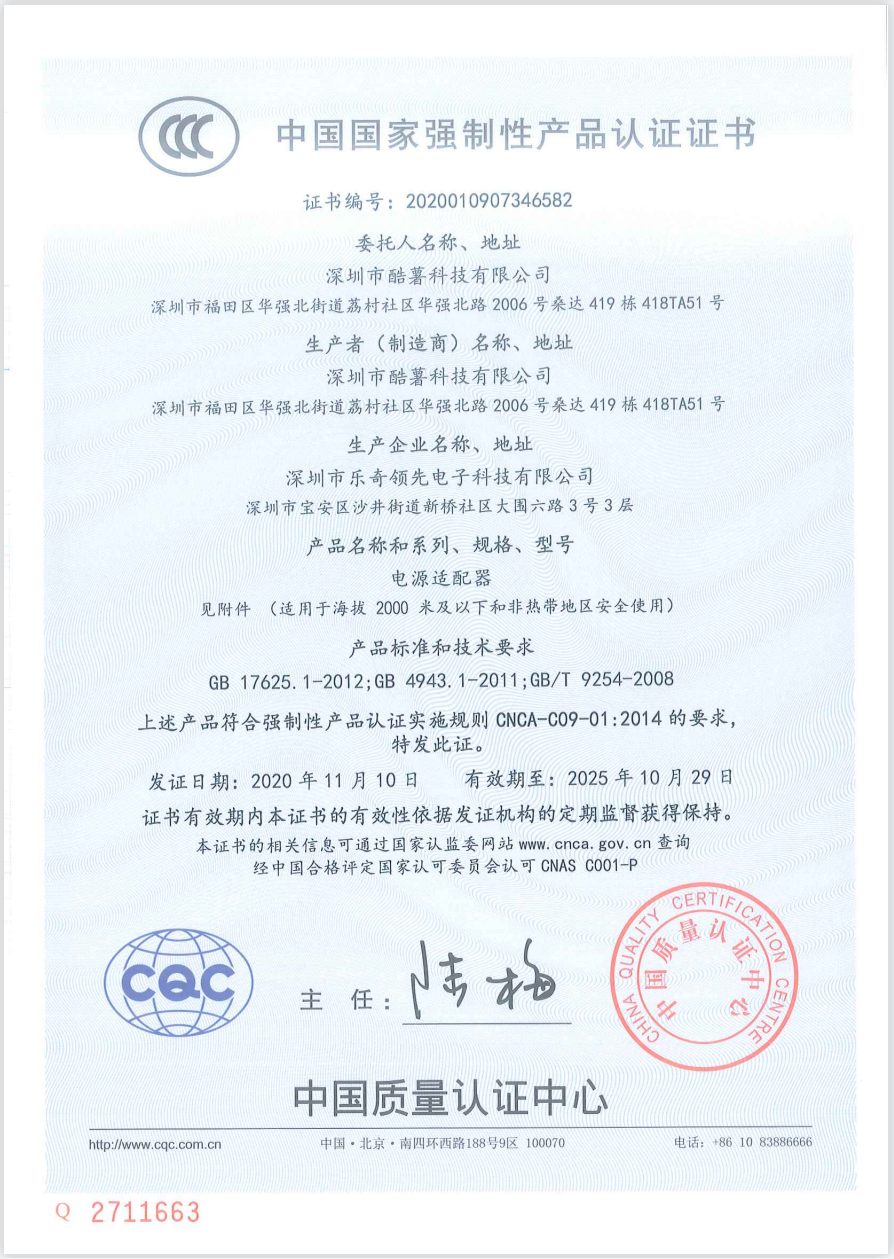 中国国家强制性产品认证证书
证书编号：2020010907346582
委托人名称、地址
深圳市酷薯科技有限公司
深圳市福田区华强北街道荔村社区华强北路 2006 号桑达 419 栋 418TA51 号
生产者（制造商）名称、地址
深圳市酷薯科技有限公司
深圳市福田区华强北街道荔村社区华强北路 2006 号桑达 419 栋 418TA51 号
生产企业名称、地址
深圳市乐奇领先电子科技有限公司
深圳市宝安区沙井街道新桥社区大围六路 3 号 3 层
产品名称和系列、规格、型号
电源适配器
见附件 （适用于海拔 2000 米及以下和非热带地区安全使用）
产品标准和技术要求
GB 17625.1-2012;GB 4943.1-2011;GB/T 9254-2008
上述产品符合强制性产品认证实施规则 CNCA-C09-01:2014 的要求，
特发此证。
发证日期：2020 年 11 月 10 日 有效期至：2025 年 10 月 29 日
证书有效期内本证书的有效性依据发证机构的定期监督获得保持。
本证书的相关信息可通过国家认监委网站 www.cnca.gov.cn 查询
经中国合格评定国家认可委员会认可 CNAS C001-P
CQC
主 任：陆梅
CHINA QUALITY CERTIFICATION CENTRE
中国质量认证中心
中国质量认证中心
http://www.cqc.com.cn 中国·北京·南四环西路188号9区 100070 电话：+86 10 83886666
Q 2711663